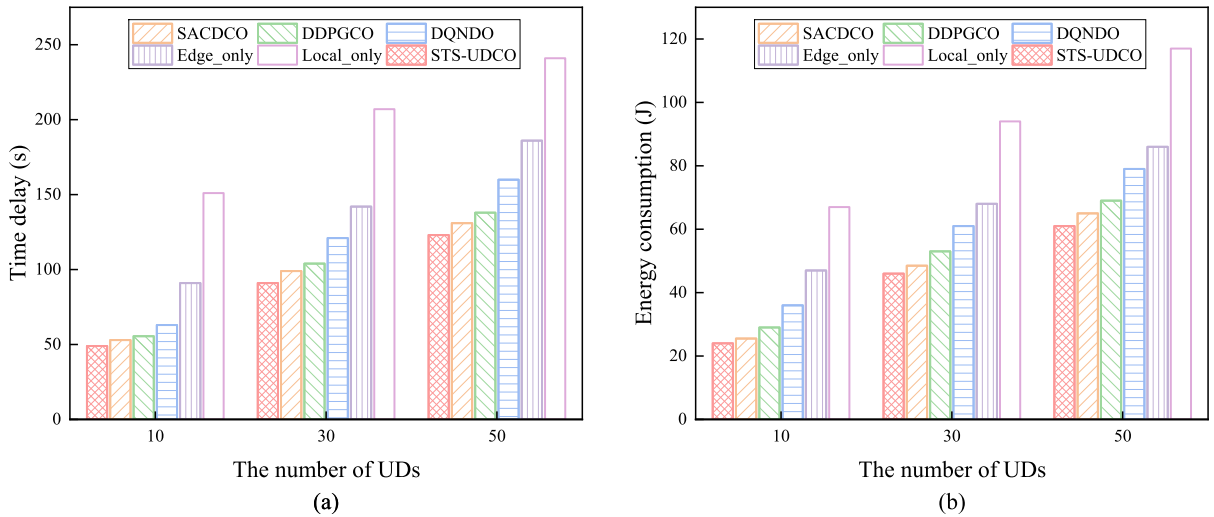 SACDCO DDPGCO DQNDO
Edge_only Local_only STS-UDCO
250
200
150
100
50
0
Time delay (s)
10 30 50
The number of UDs
(a)
SACDCO DDPGCO DQNDO
Edge_only Local_only STS-UDCO
120
100
80
60
40
20
0
Energy consumption (J)
10 30 50
The number of UDs
(b)